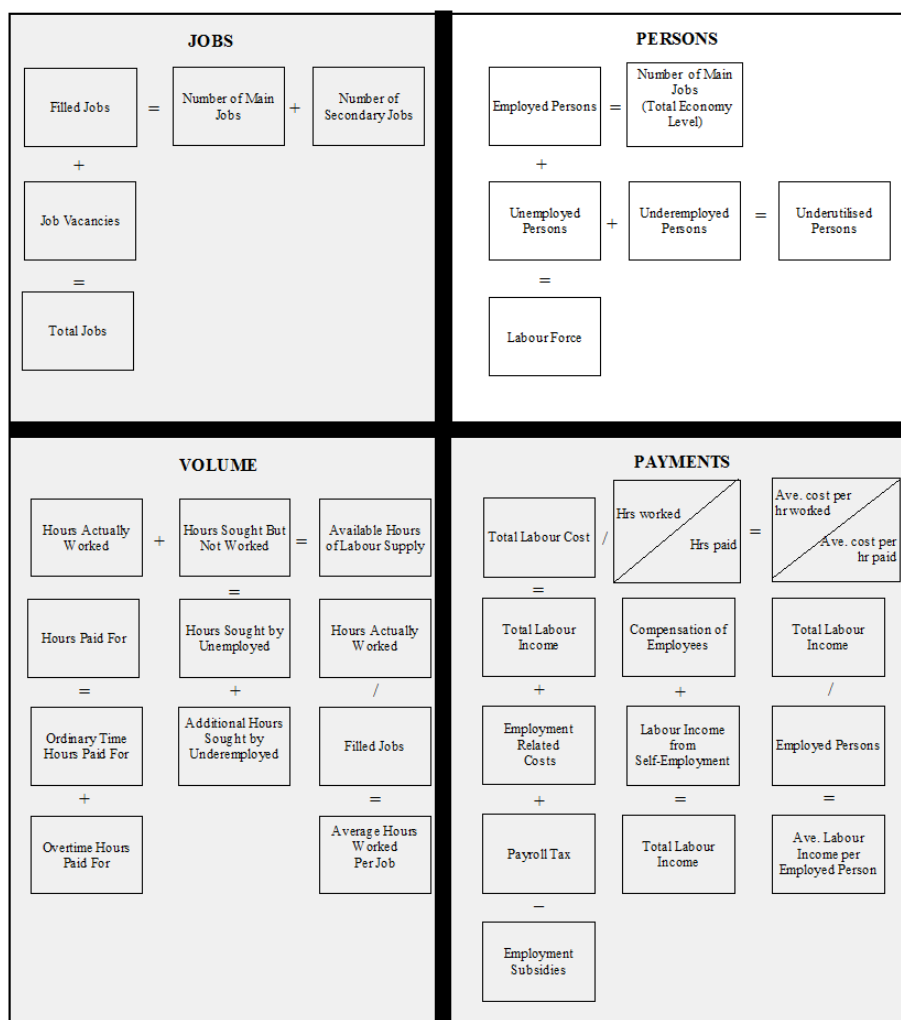 JOBS
Filled Jobs
=
Number of Main
Jobs
+
Number of
Secondary Jobs
+
Job Vacancies
=
Total Jobs
PERSONS
Employed Persons
=
Number of Main
Jobs
(Total Economy
Level)
+
Unemployed
Persons
+
Underemployed
Persons
=
Underutilised
Persons
=
Labour Force
VOLUME
Hours Actually
Worked
+
Hours Sought But
Not Worked
=
Available Hours
of Labour Supply
=
Hours Paid For
Hours Sought by
Unemployed
Hours Actually
Worked
=
+
/
Ordinary Time
Hours Paid For
Additional Hours
Sought by
Underemployed
Filled Jobs
+
=
Overtime Hours
Paid For
Average Hours
Worked
Per Job
PAYMENTS
Total Labour Cost
/
Hrs worked
Hrs paid
=
Ave. cost per
hr worked
Ave. cost per
hr paid
=
Total Labour
Income
Compensation of
Employees
Total Labour
Income
+
+
/
Employment
Related
Costs
Labour Income
from
Self-Employment
Employed Persons
+
=
=
Payroll Tax
Total Labour
Income
Ave. Labour
Income per
Employed Person
−
Employment
Subsidies